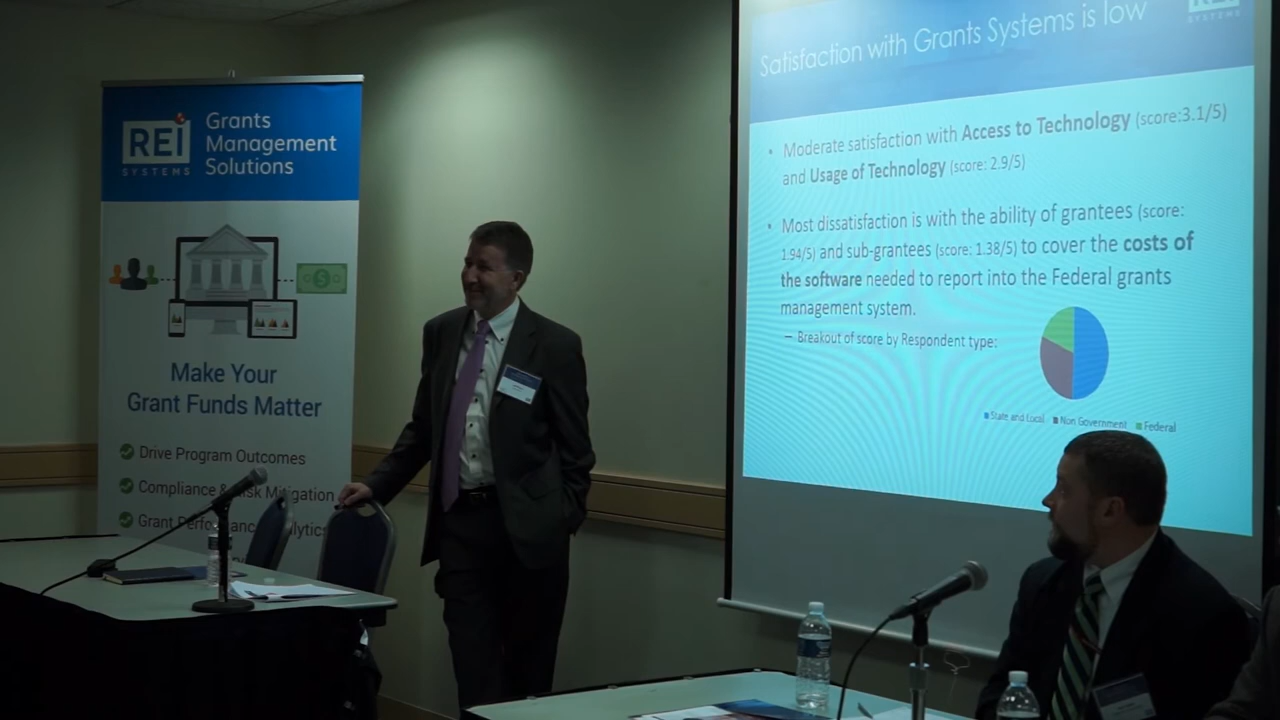 REI
SYSTEMS
Grants
Management
Solutions
Make Your
Grant Funds Matter
Drive Program Outcomes
Compliance & Risk Mitigation
Grant Performance Analytics
Satisfaction with Grants Systems is low
SYSTEMS
• Moderate satisfaction with Access to Technology (score:3.1/5)
and Usage of Technology (score: 2.9/5)
• Most dissatisfaction is with the ability of grantees (score:
1.94/5) and sub-grantees (score: 1.38/5) to cover the costs of
the software needed to report into the Federal grants
management system.
– Breakout of score by Respondent type:
State and Local Non Government Federal